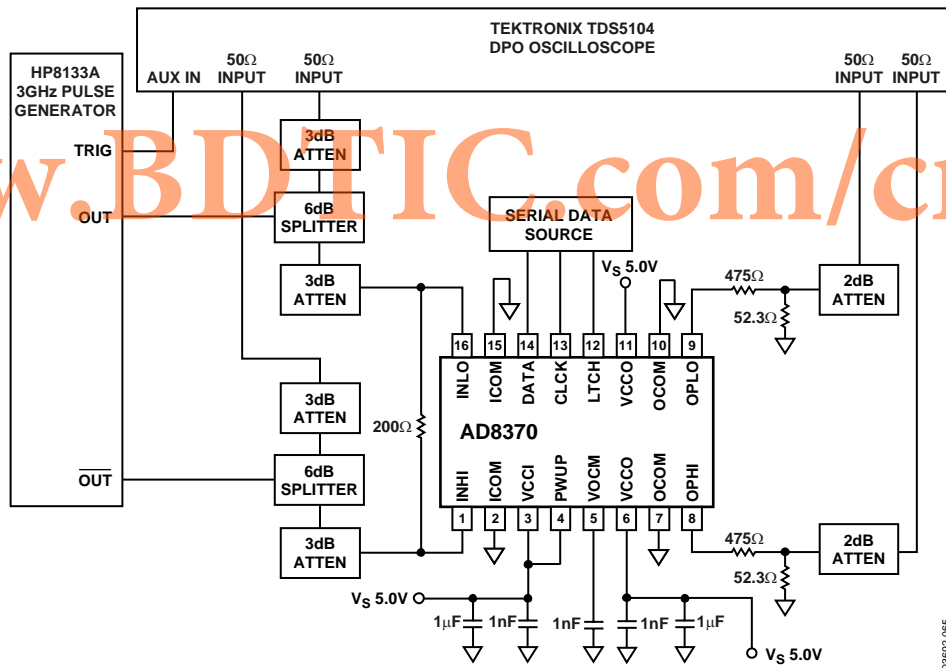 TEKTRONIX TDS5104
DPO OSCILLOSCOPE
HP8133A
3GHz PULSE
GENERATOR
AUX IN
50Ω
INPUT
50Ω
INPUT
50Ω
INPUT
50Ω
INPUT
TRIG
OUT
OUT
3dB
ATTEN
6dB
SPLITTER
3dB
ATTEN
www.BDTIC.com/cn
SERIAL DATA
SOURCE
VS 5.0V
475Ω
52.3Ω
2dB
ATTEN
16
15
14
13
12
11
10
9
INLO
ICOM
DATA
CLCK
LTCH
VCCO
OCOM
OPLO
200Ω
AD8370
3dB
ATTEN
6dB
SPLITTER
3dB
ATTEN
INHI
ICOM
VCCI
PWUP
VOCM
VCCO
OCOM
OPHI
1
2
3
4
5
6
7
8
475Ω
52.3Ω
2dB
ATTEN
VS 5.0V
1μF
1nF
1nF
1nF
1μF
VS 5.0V